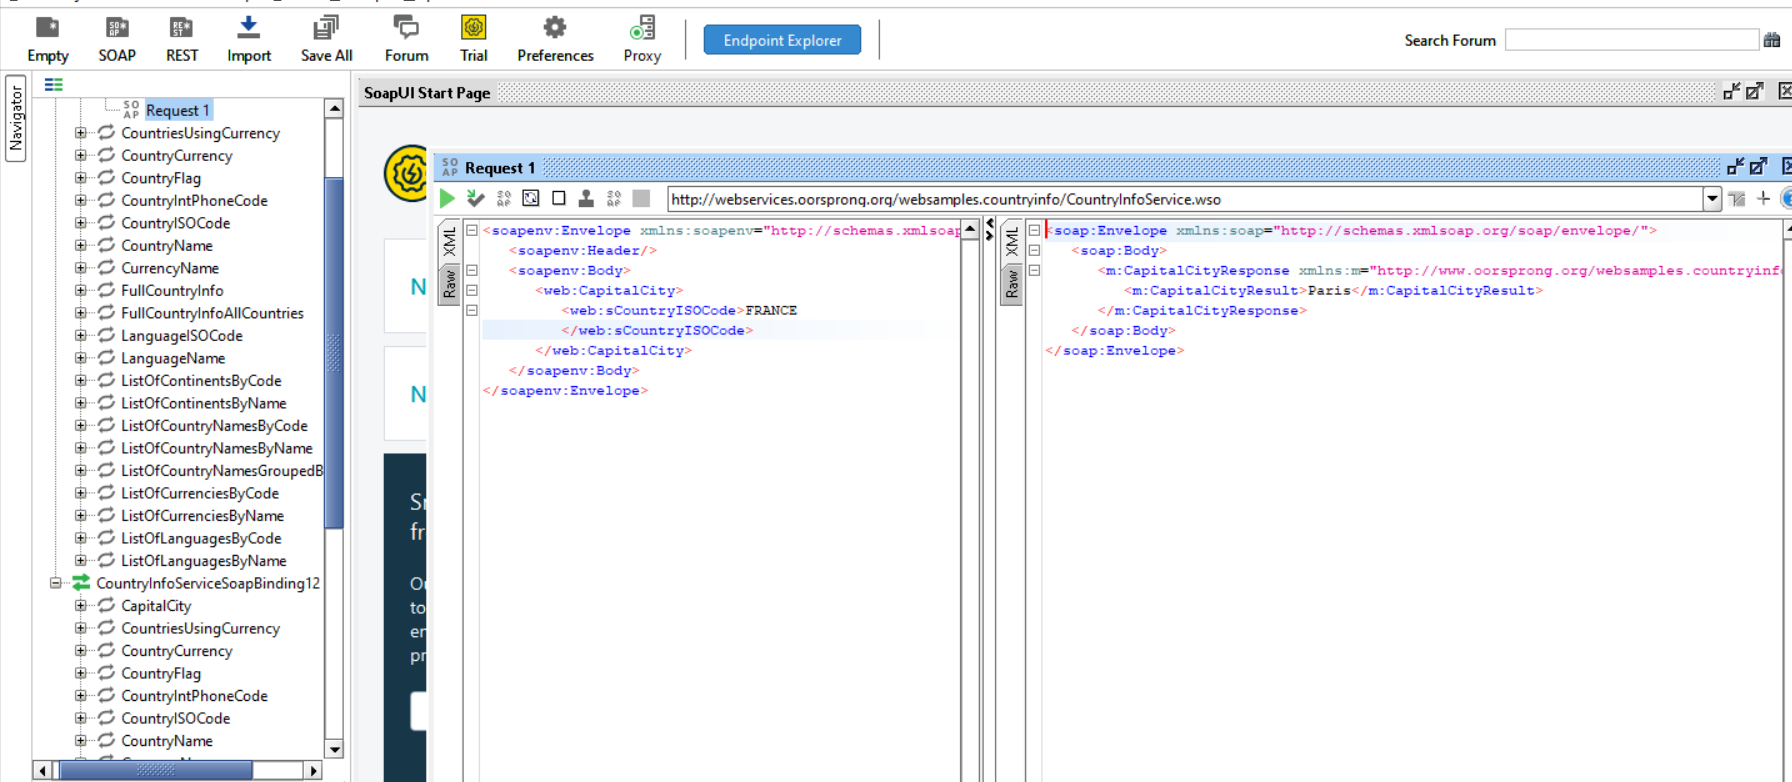 Empty SOAP REST Import Save All Forum Trial Preferences Proxy Endpoint Explorer Search Forum
Navigator
SoapUI Start Page
Request 1
CountriesUsingCurrency
CountryCurrency
CountryFlag
CountryIntPhoneCode
CountryISOCode
CountryName
CurrencyName
FullCountryInfo
FullCountryInfoAllCountries
LanguageISOCode
LanguageName
ListOfContinentsByCode
ListOfContinentsByName
ListOfCountryNamesByCode
ListOfCountryNamesByName
ListOfCountryNamesGroupedB
ListOfCurrenciesByCode
ListOfCurrenciesByName
ListOfLanguagesByCode
ListOfLanguagesByName
CountryInfoServiceSoapBinding12
CapitalCity
CountriesUsingCurrency
CountryCurrency
CountryFlag
CountryIntPhoneCode
CountryISOCode
CountryName
Request 1
http://webservices.oorsprong.org/websamples.countryinfo/CountryInfoService.wso
XML
Raw
<soapenv:Envelope xmlns:soapenv="http://schemas.xmlsoap
<soapenv:Header/>
<soapenv:Body>
<web:CapitalCity>
<web:sCountryISOCode>FRANCE
</web:sCountryISOCode>
</web:CapitalCity>
</soapenv:Body>
</soapenv:Envelope>
XML
Raw
<soap:Envelope xmlns:soap="http://schemas.xmlsoap.org/soap/envelope/">
<soap:Body>
<m:CapitalCityResponse xmlns:m="http://www.oorsprong.org/websamples.countryinf
<m:CapitalCityResult>Paris</m:CapitalCityResult>
</m:CapitalCityResponse>
</soap:Body>
</soap:Envelope>
N
N
fr
to
en
pr